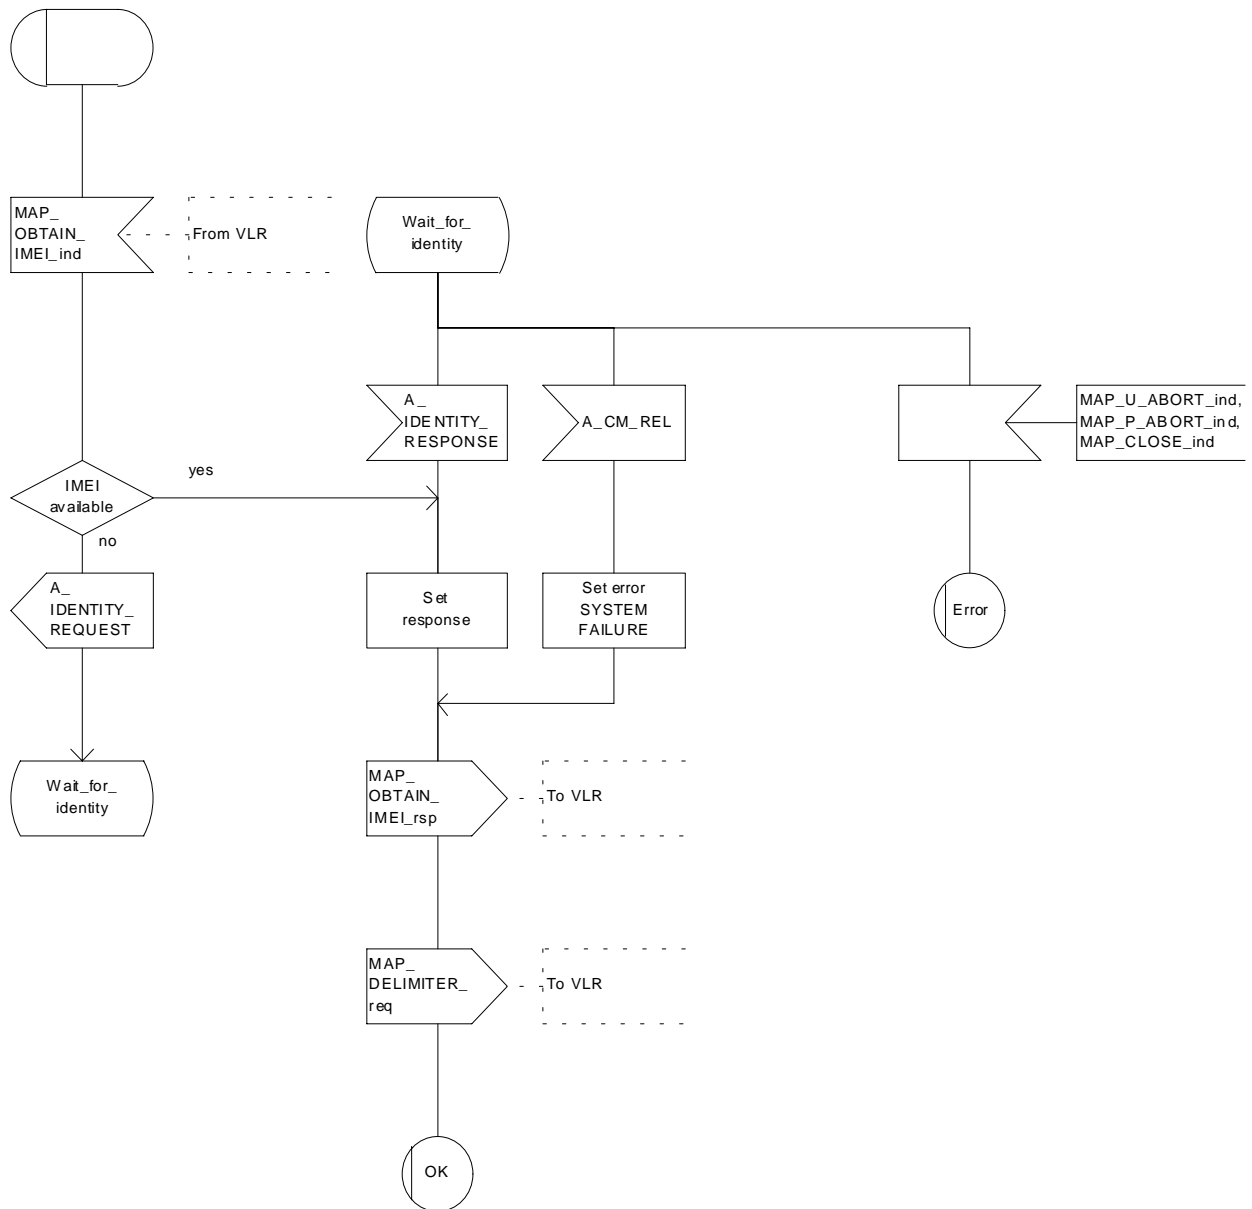 MAP_
OBTAIN_
IMEI_ind
From VLR
Wait_for_
identity
A_
IDENTITY_
RESPONSE
A_CM_REL
MAP_U_ABORT_ind,
MAP_P_ABORT_ind,
MAP_CLOSE_ind
IMEI
available
yes
no
A_
IDENTITY_
REQUEST
Set
response
Set error
SYSTEM
FAILURE
Error
Wait_for_
identity
MAP_
OBTAIN_
IMEI_rsp
To VLR
MAP_
DELIMITER_
req
To VLR
OK